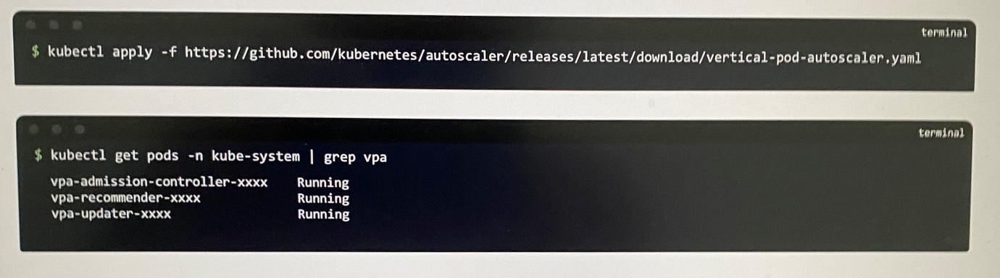 terminal
$ kubectl apply -f https://github.com/kubernetes/autoscaler/releases/latest/download/vertical-pod-autoscaler.yaml
terminal
$ kubectl get pods -n kube-system | grep vpa
vpa-admission-controller-xxxx Running
vpa-recommender-xxxx Running
vpa-updater-xxxx Running